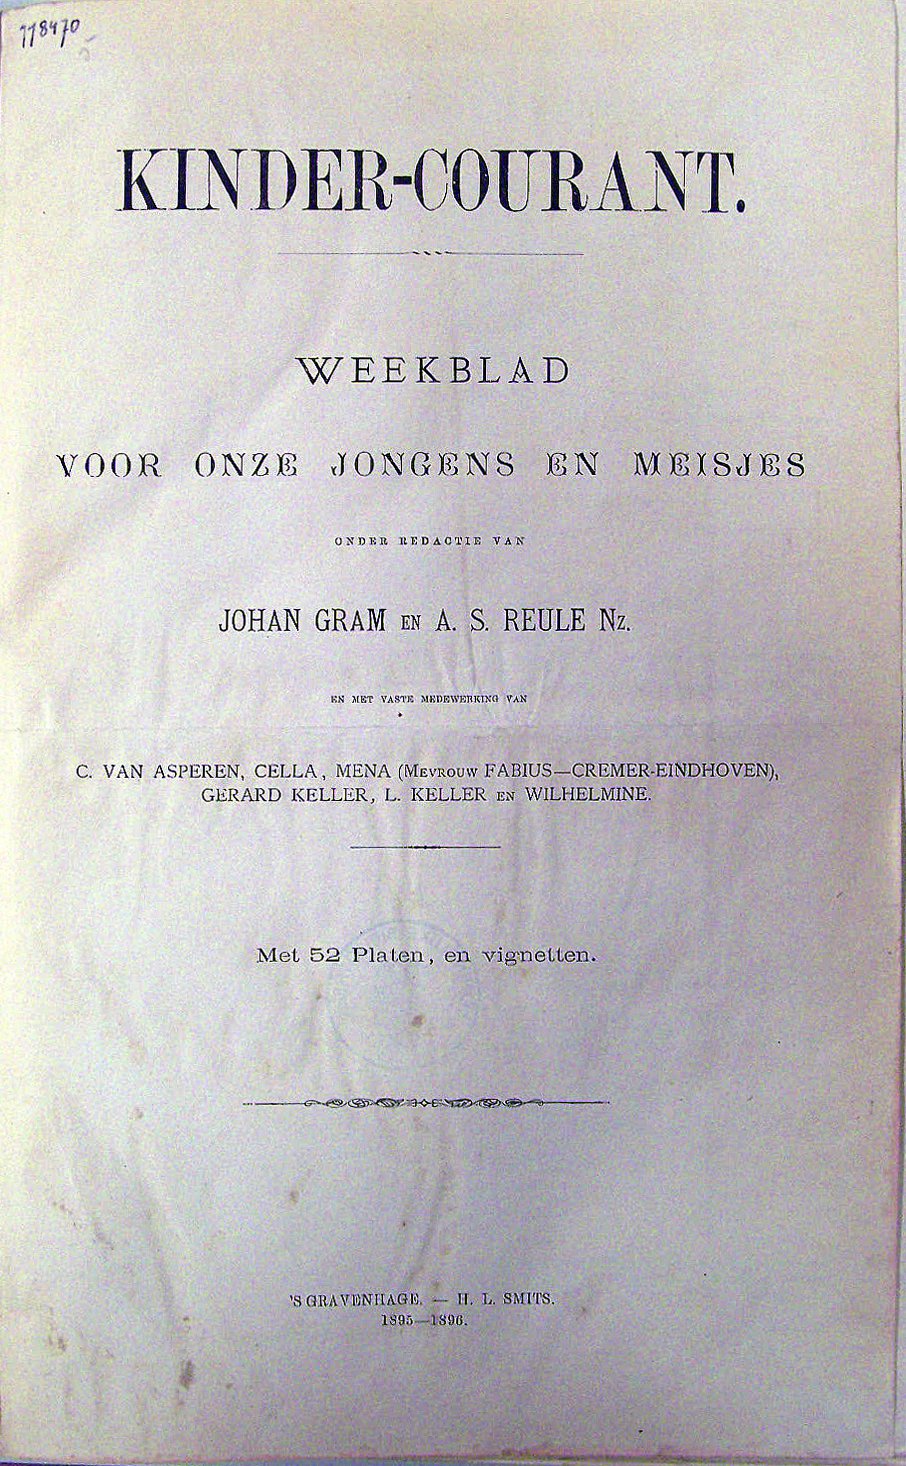 118470
KINDER-COURANT.
WEEKBLAD
VOOR ONZE JONGENS EN MEISJES
ONDER REDACTIE VAN
JOHAN GRAM EN A. S. REULE NZ.
EN MET VASTE MEDEWERKING VAN
C. VAN ASPEREN, CELLA, MENA (MEVROUW FABIUS—CREMER-EINDHOVEN),
GERARD KELLER, L. KELLER EN WILHELMINE.
Met 52 Platen, en vignetten.
'S GRAVENHAGE. — H. L. SMITS.
1895—1896.